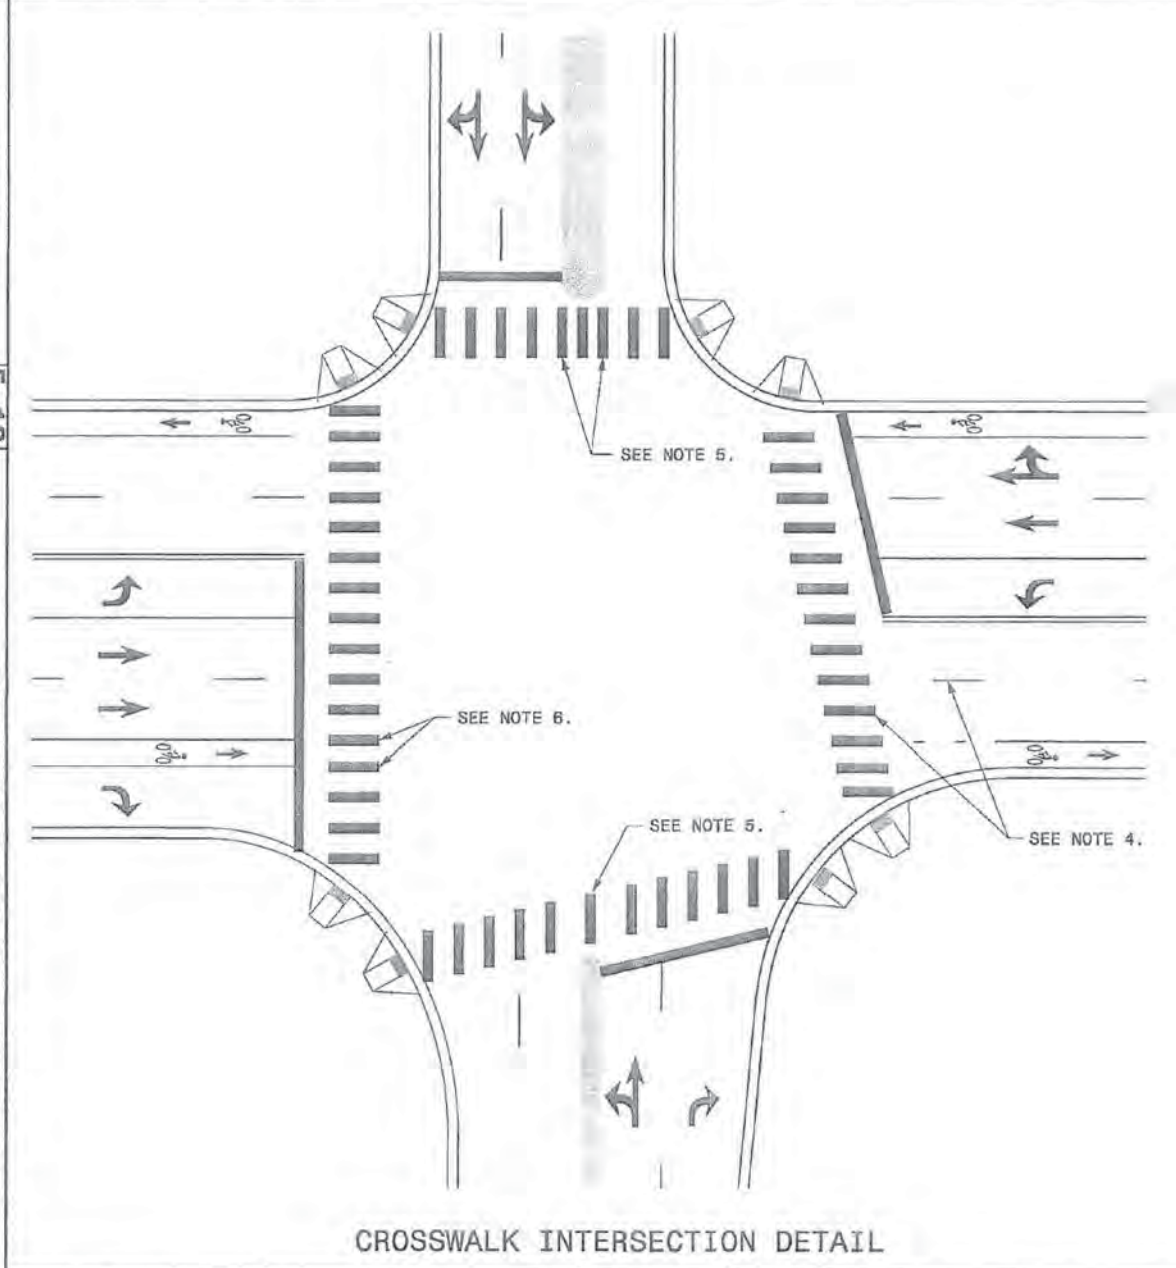 SEE NOTE 5.
SEE NOTE 6.
SEE NOTE 5.
SEE NOTE 4.
CROSSWALK INTERSECTION DETAIL